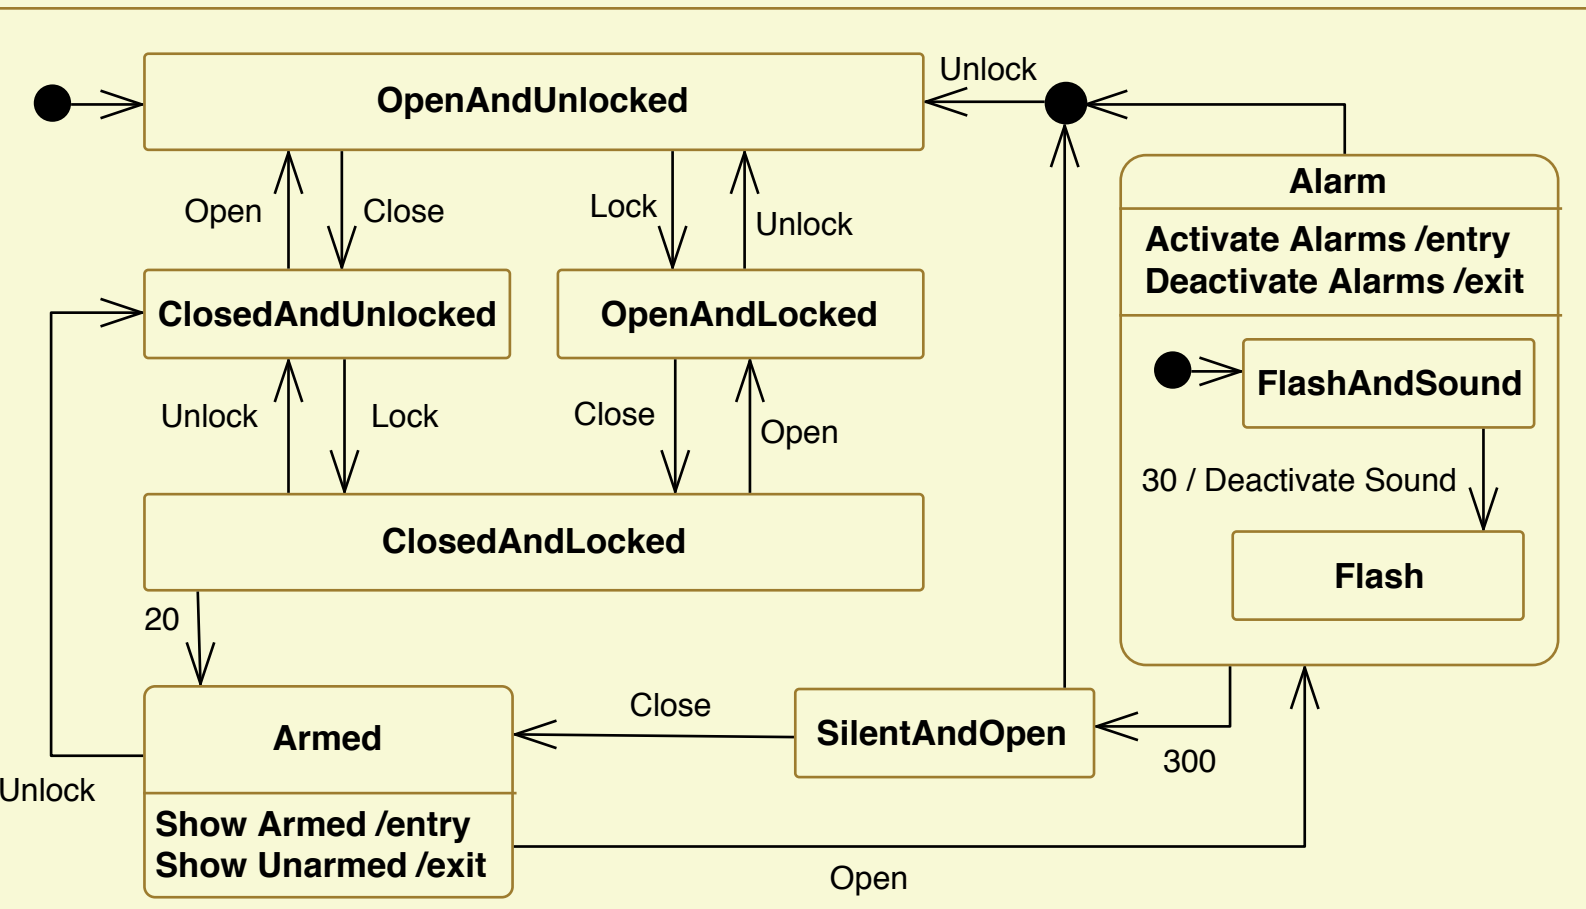 Unlock
OpenAndUnlocked
Alarm
Activate Alarms /entry
Deactivate Alarms /exit
Open
Close
Lock
Unlock
ClosedAndUnlocked
OpenAndLocked
FlashAndSound
Unlock
Lock
Close
Open
30 / Deactivate Sound
ClosedAndLocked
Flash
20
Close
Armed
SilentAndOpen
300
Unlock
Show Armed /entry
Show Unarmed /exit
Open